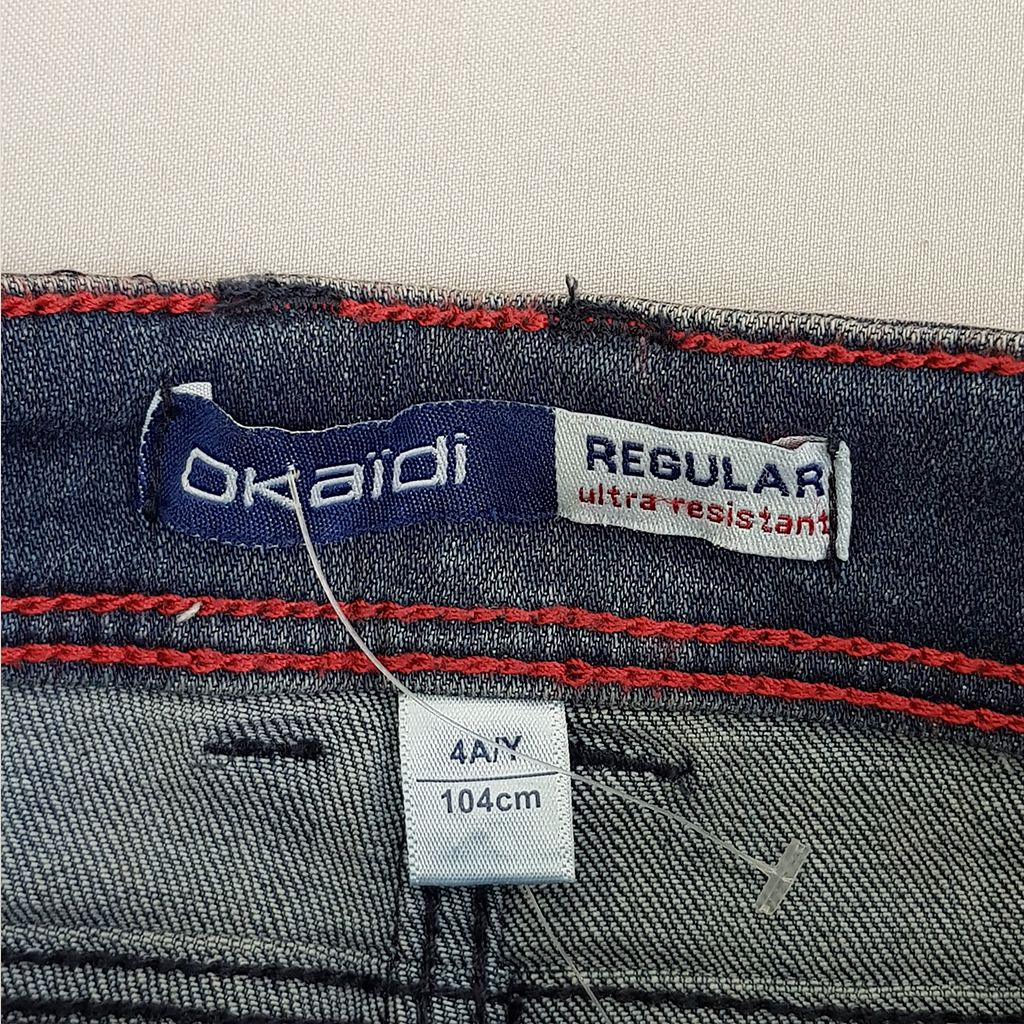 OKaïdi
REGULAR
ultra resistant
4A/Y
104cm